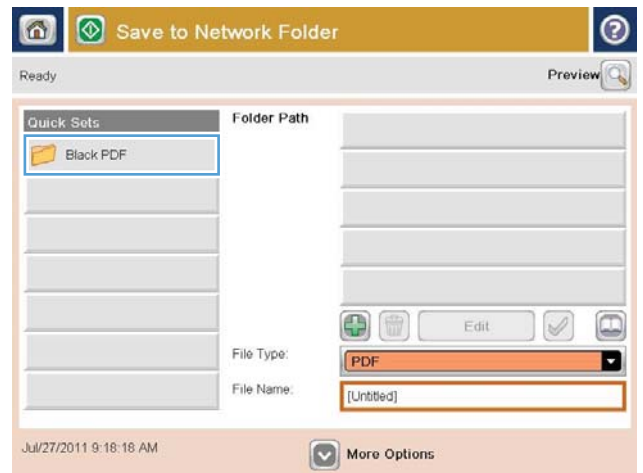 Save to Network Folder
?
Ready
Preview
Quick Sets
Folder Path
Black PDF
Edit
File Type:
PDF
File Name:
[Untitled]
Jul/27/2011 9:18:18 AM
More Options